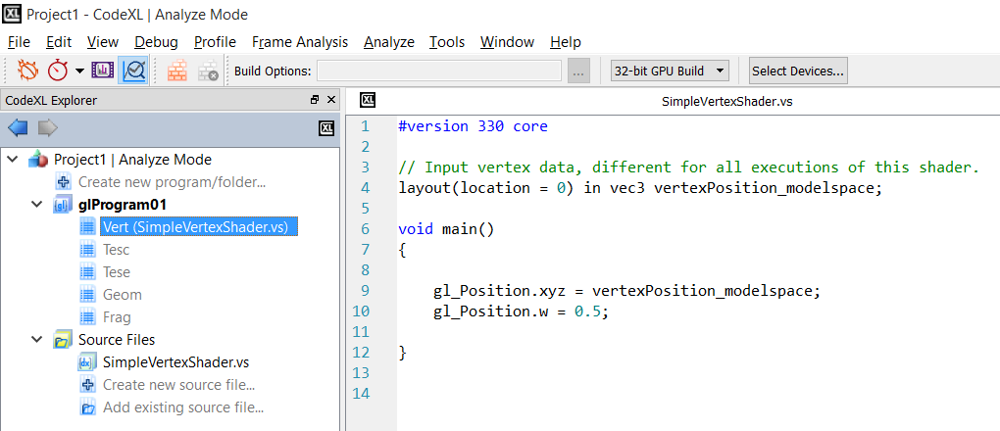 Project1 - CodeXL | Analyze Mode
File Edit View Debug Profile Frame Analysis Analyze Tools Window Help
Build Options: ... 32-bit GPU Build Select Devices...
CodeXL Explorer
SimpleVertexShader.vs
Project1 | Analyze Mode
Create new program/folder...
glProgram01
Vert (SimpleVertexShader.vs)
Tesc
Tese
Geom
Frag
Source Files
SimpleVertexShader.vs
Create new source file...
Add existing source file...
1 #version 330 core
2
3 // Input vertex data, different for all executions of this shader.
4 layout(location = 0) in vec3 vertexPosition_modelspace;
5
6 void main()
7 {
8
9 gl_Position.xyz = vertexPosition_modelspace;
10 gl_Position.w = 0.5;
11
12 }
13
14